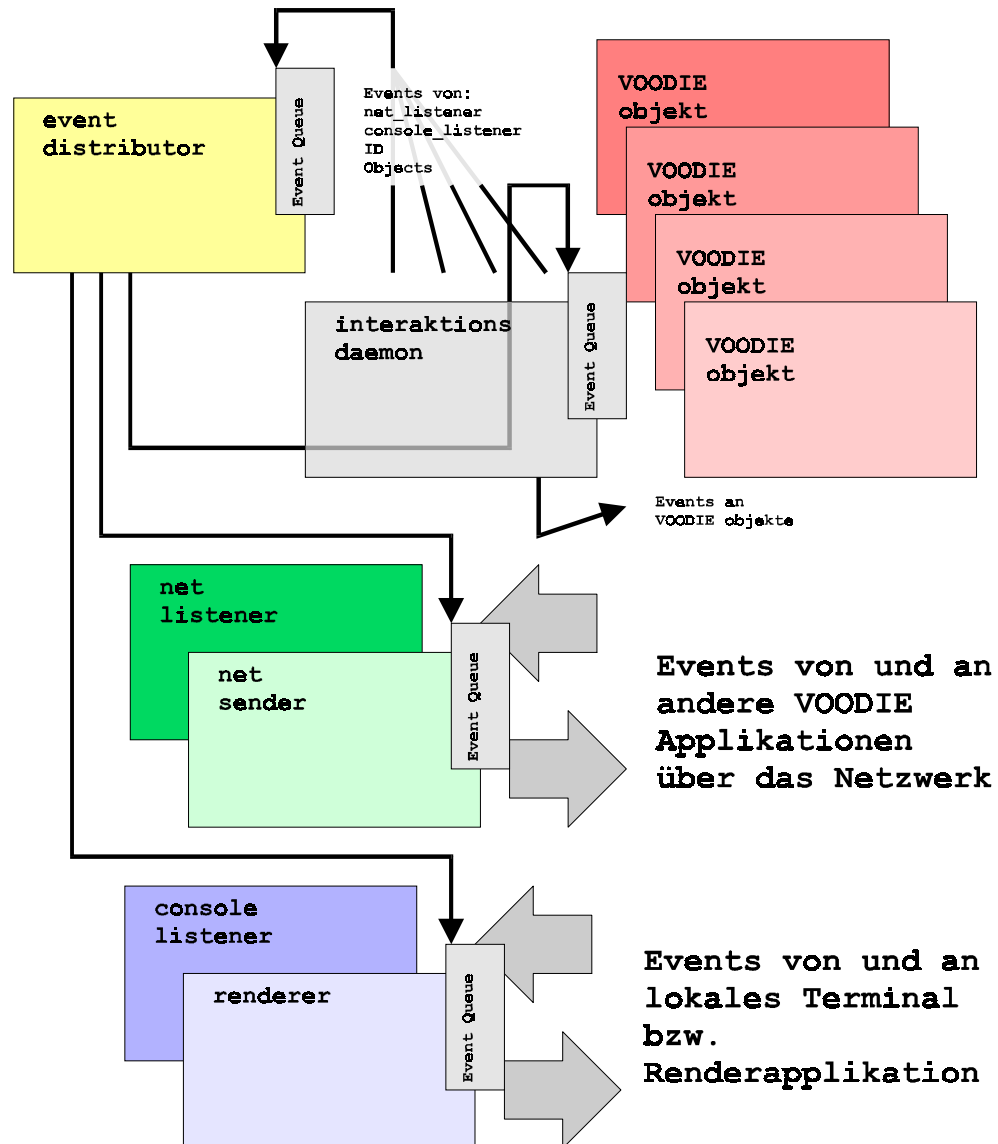 event
distributor
Event Queue
Events von:
net_listener
console_listener
ID
Objects
VOODIE
objekt
VOODIE
objekt
VOODIE
objekt
VOODIE
objekt
interaktions
daemon
Event Queue
Events an
VOODIE objekte
net
listener
net
sender
Event Queue
Events von und an
andere VOODIE
Applikationen
über das Netzwerk
console
listener
renderer
Event Queue
Events von und an
lokales Terminal
bzw.
Renderapplikation